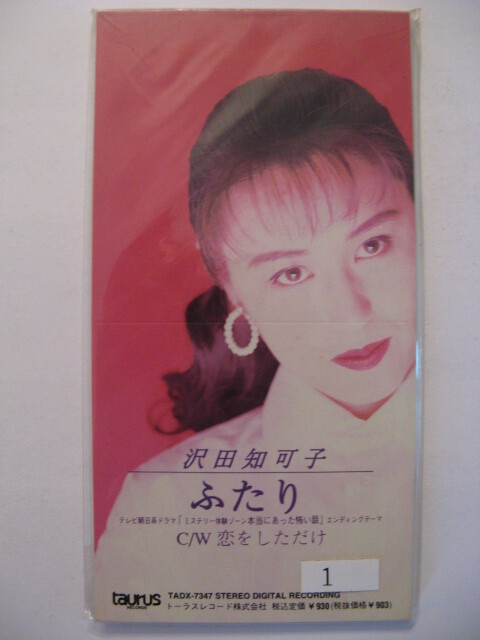 沢田知可子
ふたり
テレビ朝日系ドラマ「ミステリー体験ゾーン本当にあった怖い話」エンディングテーマ
C/W 恋をしただけ
1
taurus
RECORDS
TADX-7347 STEREO DIGITAL RECORDING
トーラスレコード株式会社 税込定価 ¥930(税抜価格¥903)